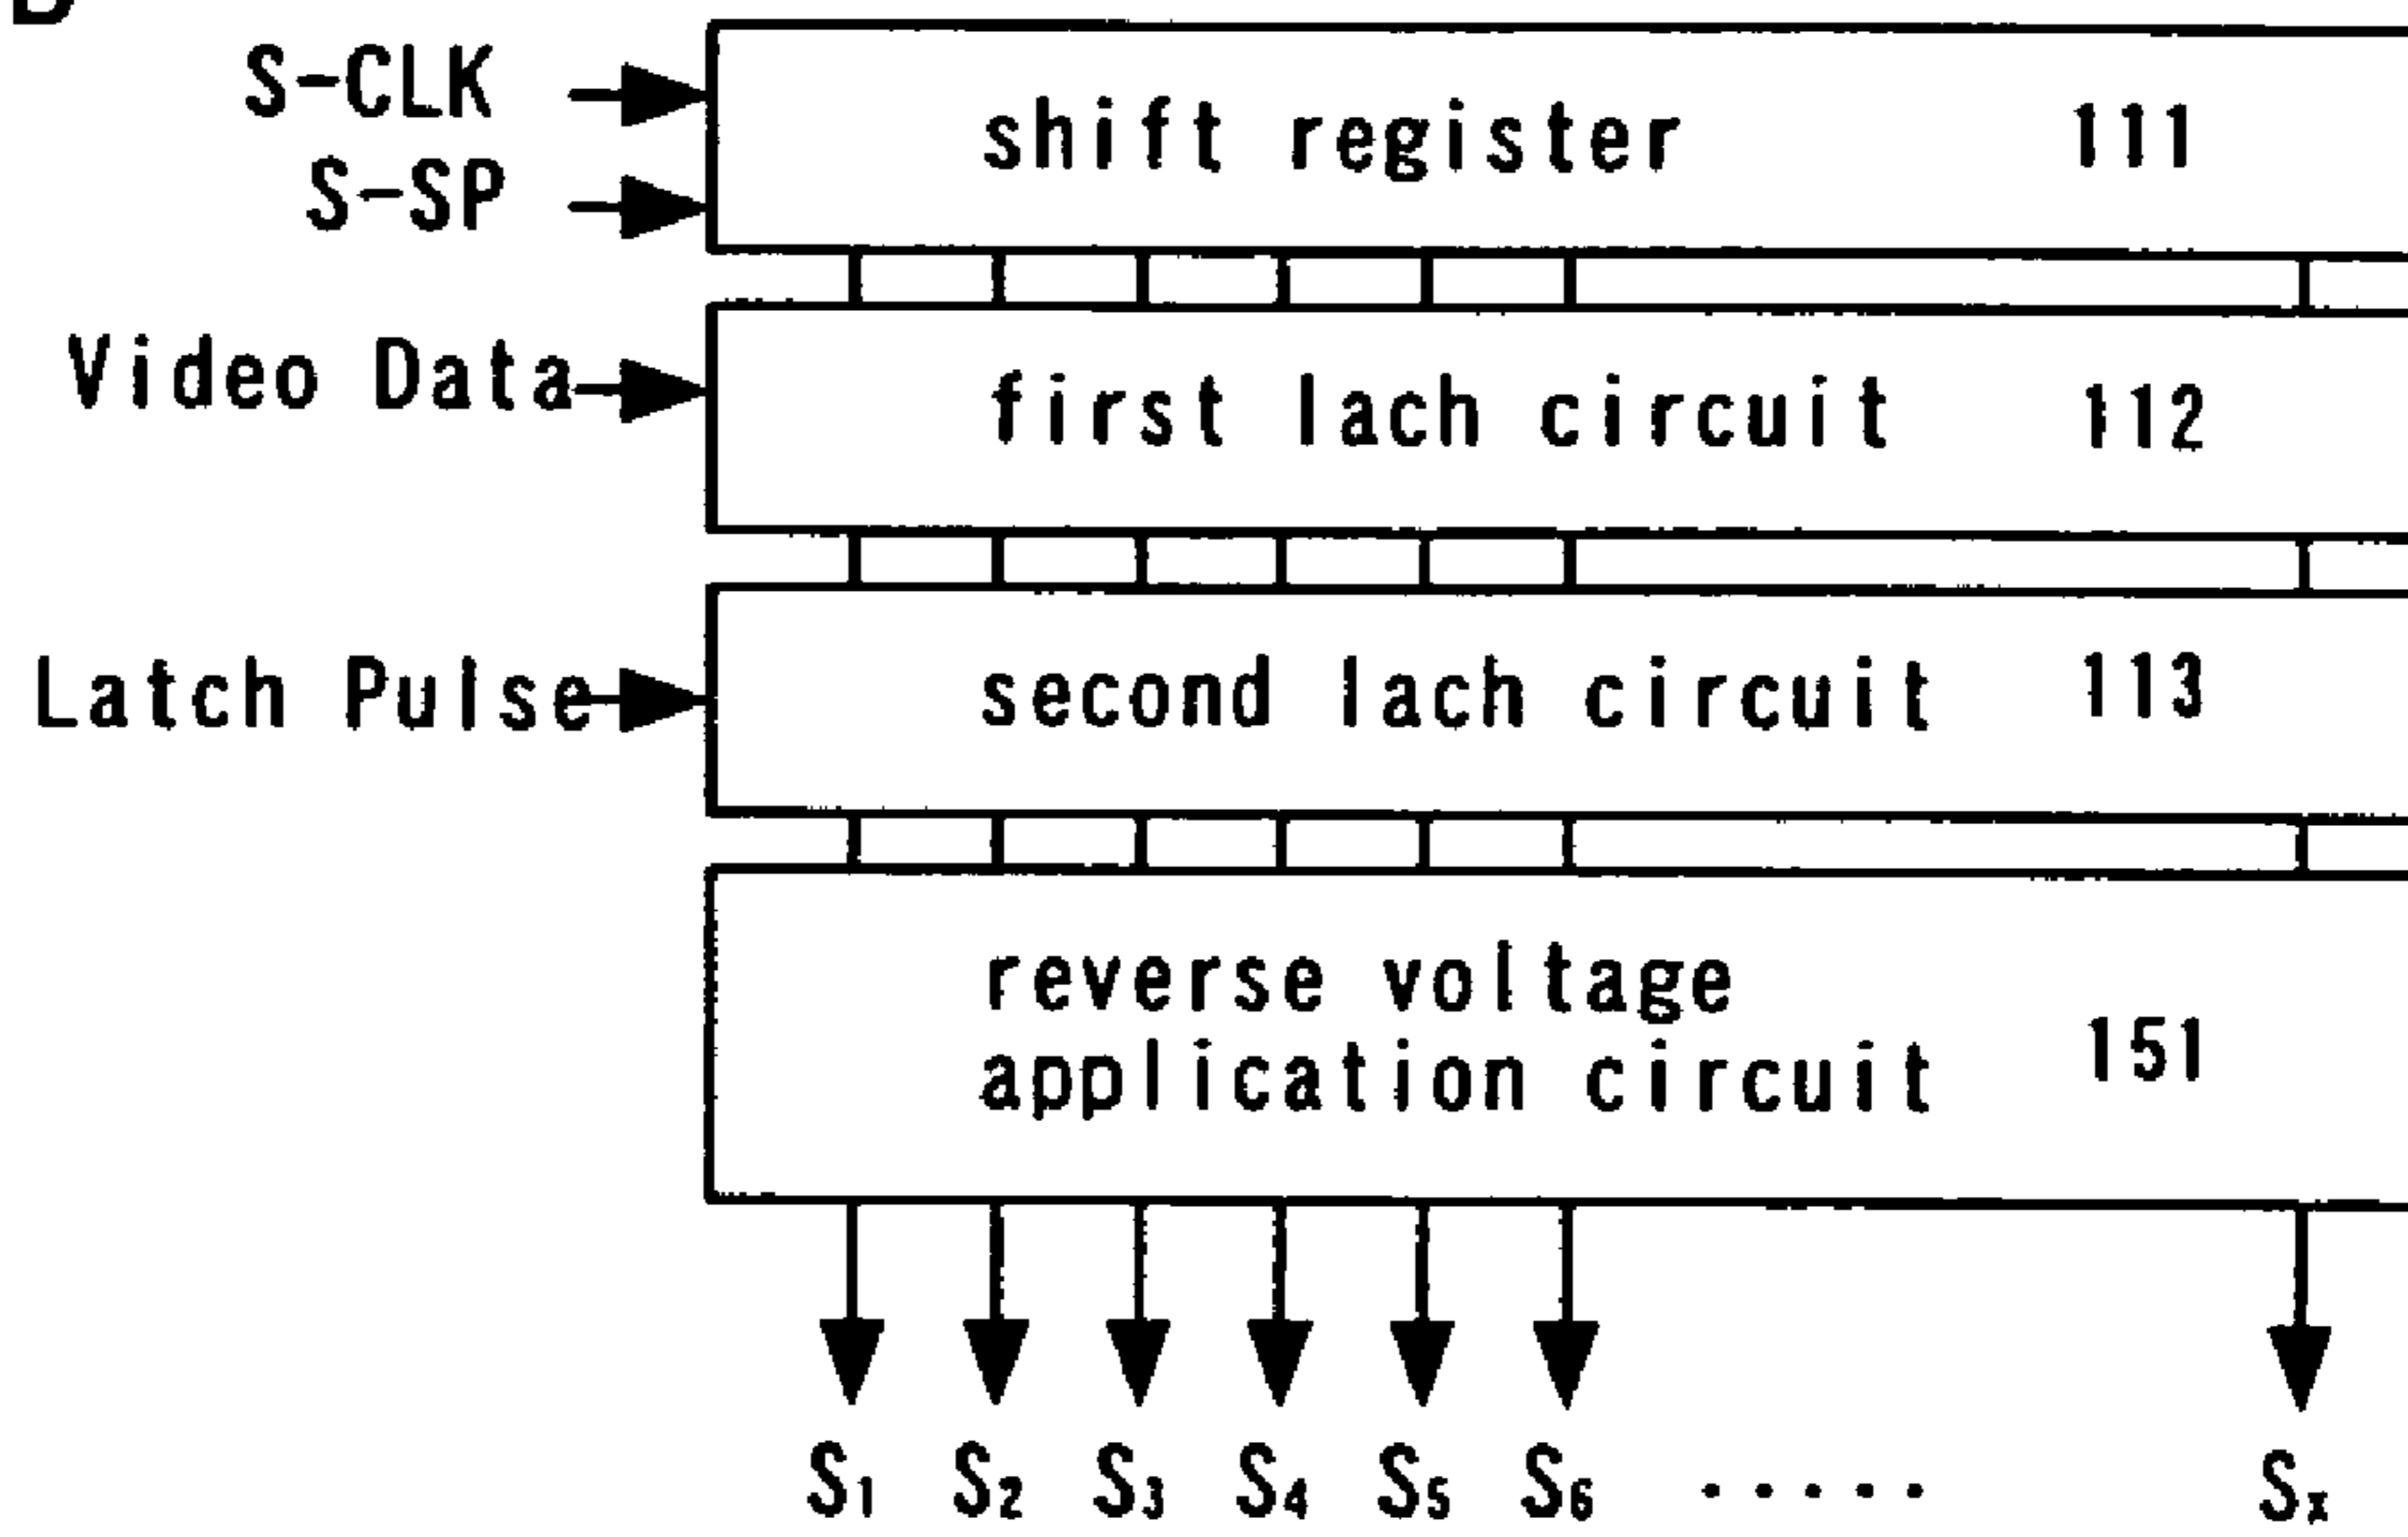 S-CLK
S-SP
shift register 111
Video Data
first lach circuit 112
Latch Pulse
second lach circuit 113
reverse voltage
application circuit 151
S1 S2 S3 S4 S5 S6 ····· Sx